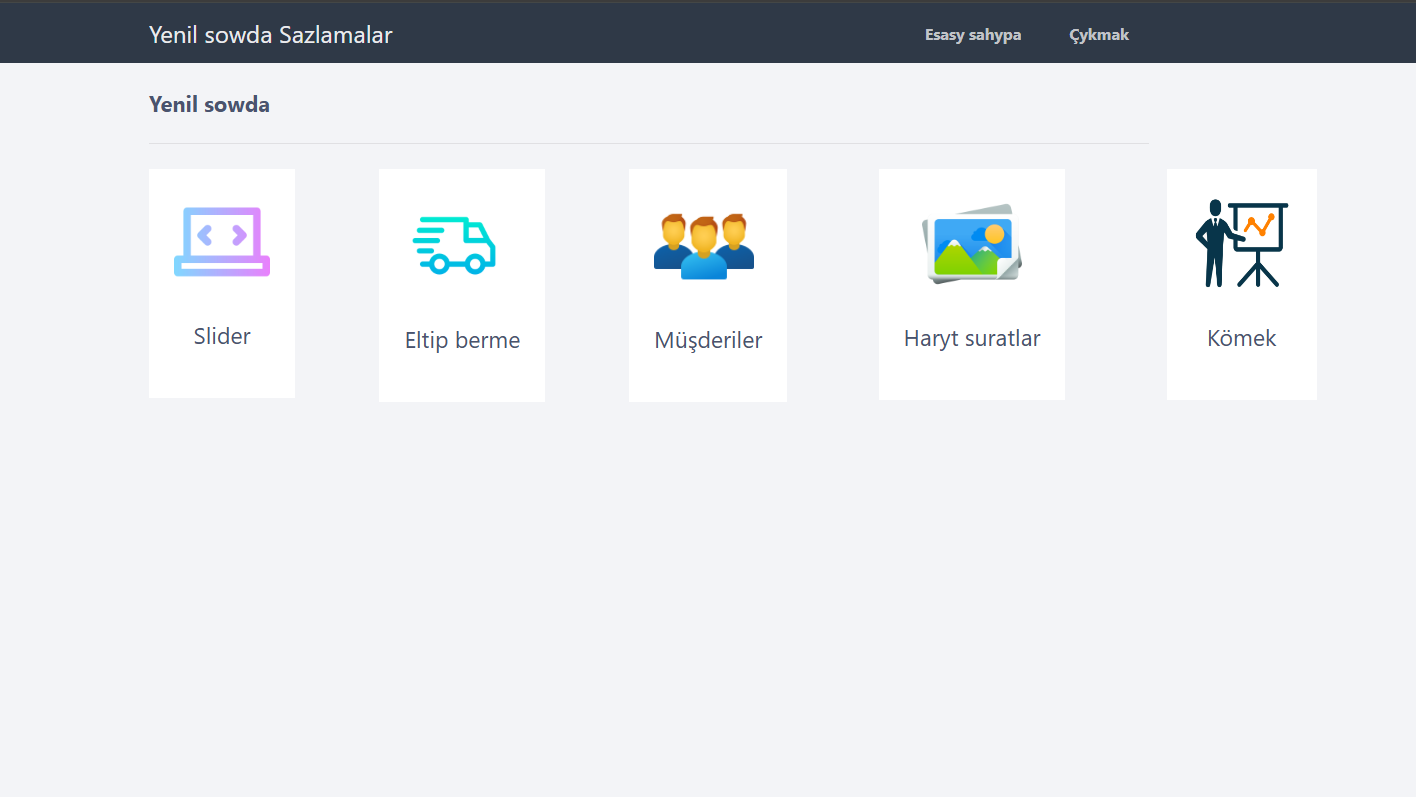 Yenil sowda Sazlamalar
Esasy sahypa
Çykmak
Yenil sowda
Slider
Eltip berme
Müşderiler
Haryt suratlar
Kömek